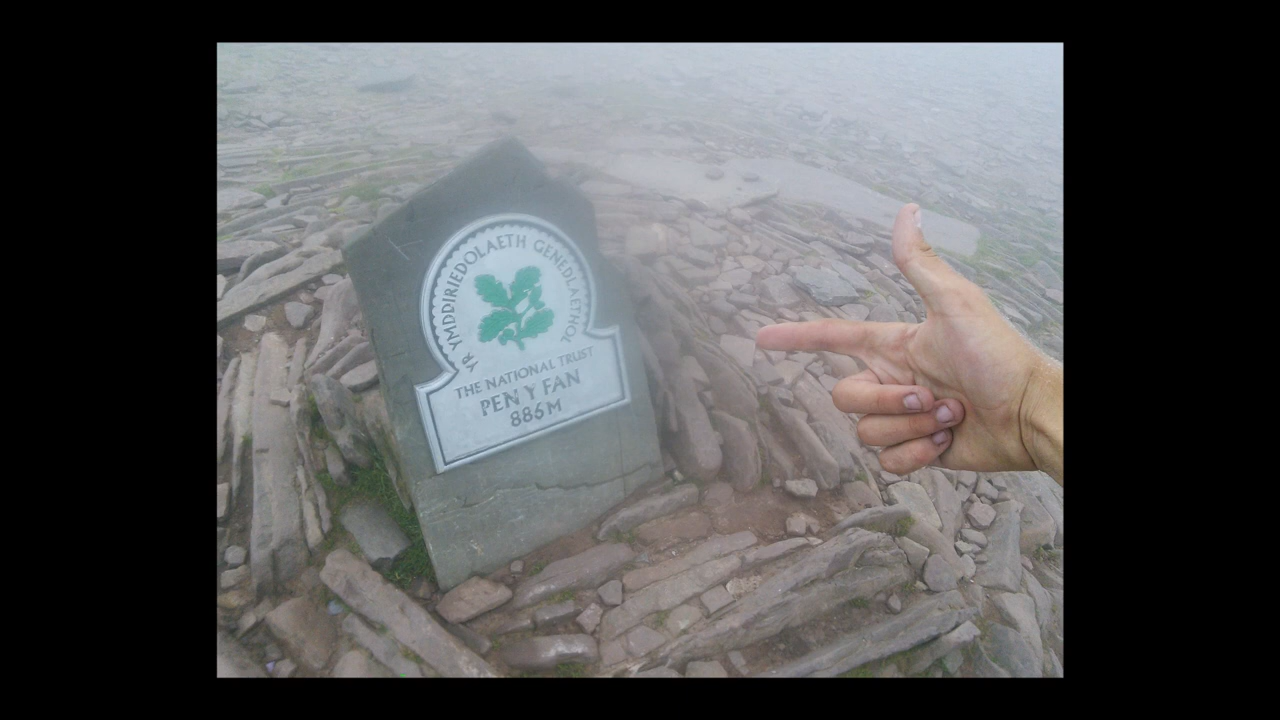 YR YMDDIRIEDOLAETH GENEDLAETHOL
THE NATIONAL TRUST
PEN Y FAN
886M